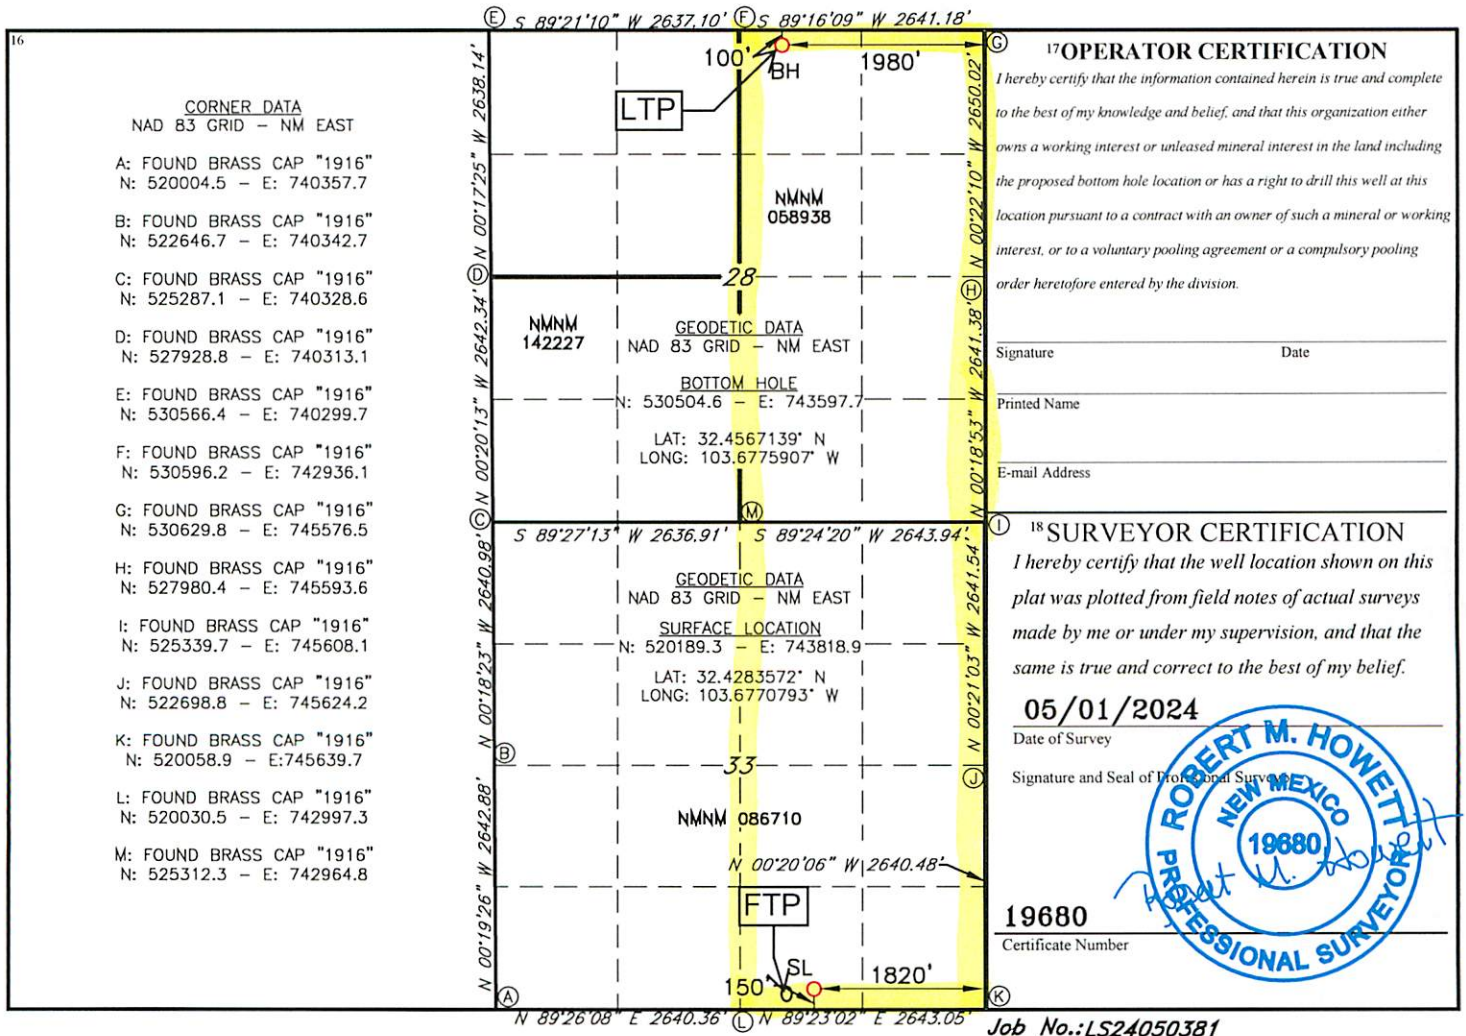 16
CORNER DATA
NAD 83 GRID – NM EAST
A: FOUND BRASS CAP "1916"
N: 520004.5 – E: 740357.7
B: FOUND BRASS CAP "1916"
N: 522646.7 – E: 740342.7
C: FOUND BRASS CAP "1916"
N: 525287.1 – E: 740328.6
D: FOUND BRASS CAP "1916"
N: 527928.8 – E: 740313.1
E: FOUND BRASS CAP "1916"
N: 530566.4 – E: 740299.7
F: FOUND BRASS CAP "1916"
N: 530596.2 – E: 742936.1
G: FOUND BRASS CAP "1916"
N: 530629.8 – E: 745576.5
H: FOUND BRASS CAP "1916"
N: 527980.4 – E: 745593.6
I: FOUND BRASS CAP "1916"
N: 525339.7 – E: 745608.1
J: FOUND BRASS CAP "1916"
N: 522698.8 – E: 745624.2
K: FOUND BRASS CAP "1916"
N: 520058.9 – E:745639.7
L: FOUND BRASS CAP "1916"
N: 520030.5 – E: 742997.3
M: FOUND BRASS CAP "1916"
N: 525312.3 – E: 742964.8
E S 89°21'10" W 2637.10' F S 89°16'09" W 2641.18'
G
100'
BH
1980'
LTP
N 00°17'25" W 2638.14'
N 00°22'10" W 2650.02'
NMNM
058938
D
28
H
NMNM
142227
GEODETIC DATA
NAD 83 GRID – NM EAST
BOTTOM HOLE
N: 530504.6 – E: 743597.7
LAT: 32.4567139° N
LONG: 103.6775907° W
N 00°20'13" W 2642.34'
N 00°18'53" W 2641.38'
M
C
I
S 89°27'13" W 2636.91' S 89°24'20" W 2643.94'
GEODETIC DATA
NAD 83 GRID – NM EAST
SURFACE LOCATION
N: 520189.3 – E: 743818.9
LAT: 32.4283572° N
LONG: 103.6770793° W
N 00°18'23" W 2640.98'
N 00°21'03" W 2641.54'
B
33
J
NMNM 086710
N 00°20'06" W 2640.48'
N 00°19'26" W 2642.88'
FTP
SL
150'
1820'
A
K
N 89°26'08" E 2640.36' L N 89°23'02" E 2643.05'
17 OPERATOR CERTIFICATION
I hereby certify that the information contained herein is true and complete
to the best of my knowledge and belief, and that this organization either
owns a working interest or unleased mineral interest in the land including
the proposed bottom hole location or has a right to drill this well at this
location pursuant to a contract with an owner of such a mineral or working
interest, or to a voluntary pooling agreement or a compulsory pooling
order heretofore entered by the division.
Signature Date
Printed Name
E-mail Address
18 SURVEYOR CERTIFICATION
I hereby certify that the well location shown on this
plat was plotted from field notes of actual surveys
made by me or under my supervision, and that the
same is true and correct to the best of my belief.
05/01/2024
Date of Survey
Signature and Seal of Professional Surveyor
ROBERT M. HOWETT
NEW MEXICO
19680
PROFESSIONAL SURVEYOR
Robert M. Howett
19680
Certificate Number
Job No.:LS24050381